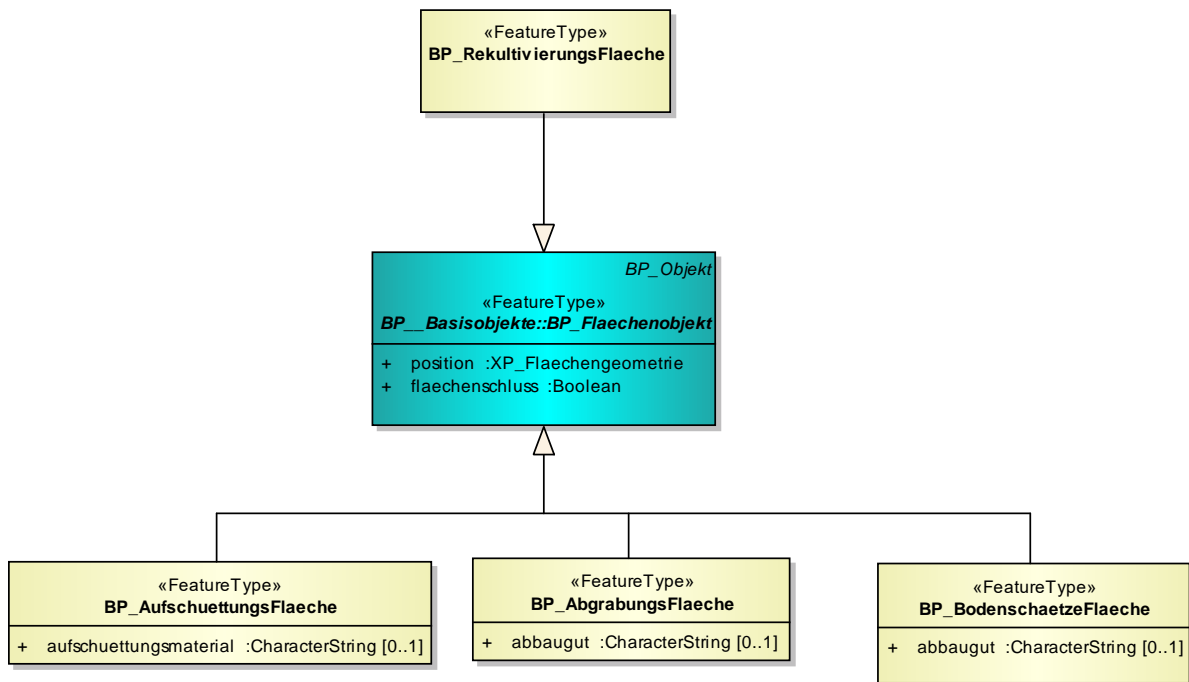 «FeatureType»
BP_RekultivierungsFlaeche
BP_Objekt
«FeatureType»
BP__Basisobjekte::BP_Flaechenobjekt
+ position :XP_Flaechengeometrie
+ flaechenschluss :Boolean
«FeatureType»
BP_AufschuettungsFlaeche
+ aufschuettungsmaterial :CharacterString [0..1]
«FeatureType»
BP_AbgrabungsFlaeche
+ abbaugut :CharacterString [0..1]
«FeatureType»
BP_BodenschaetzeFlaeche
+ abbaugut :CharacterString [0..1]